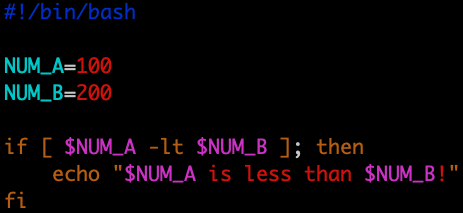 #!/bin/bash
NUM_A=100
NUM_B=200
if [ $NUM_A -lt $NUM_B ]; then
echo "$NUM_A is less than $NUM_B!"
fi